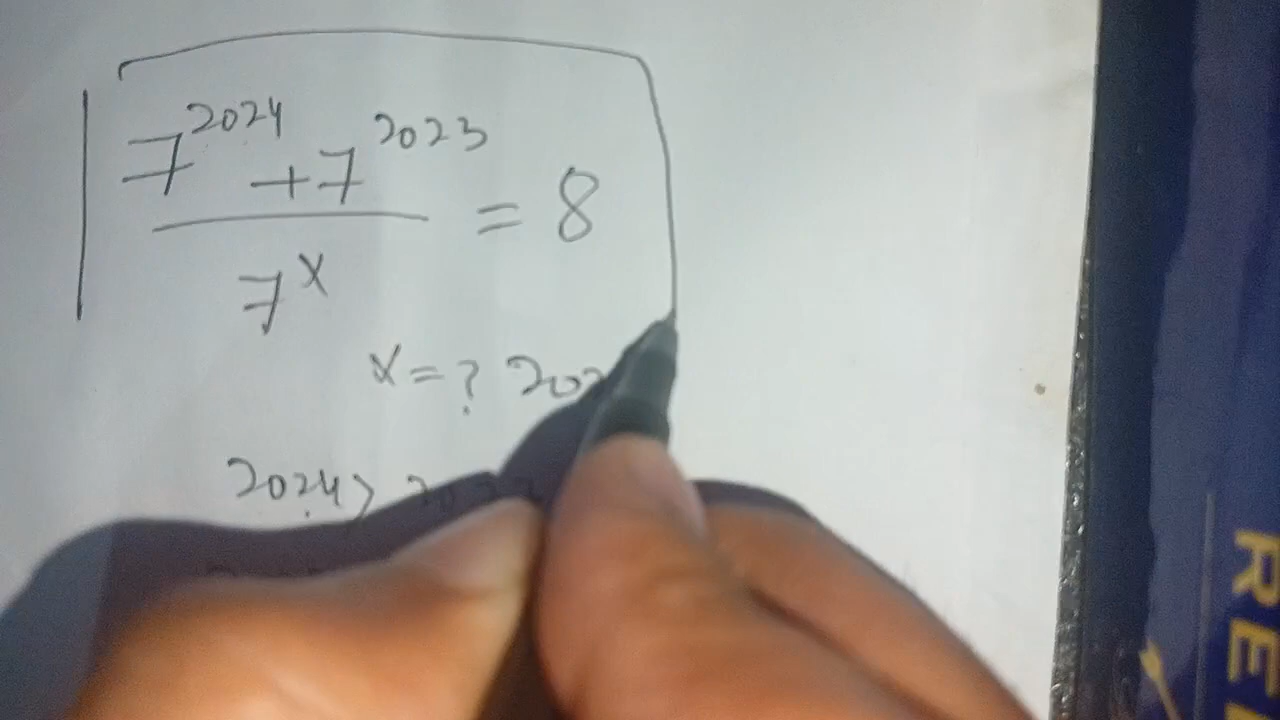 7^2024 + 7^2023
7^x
= 8
x = ?
2024 >